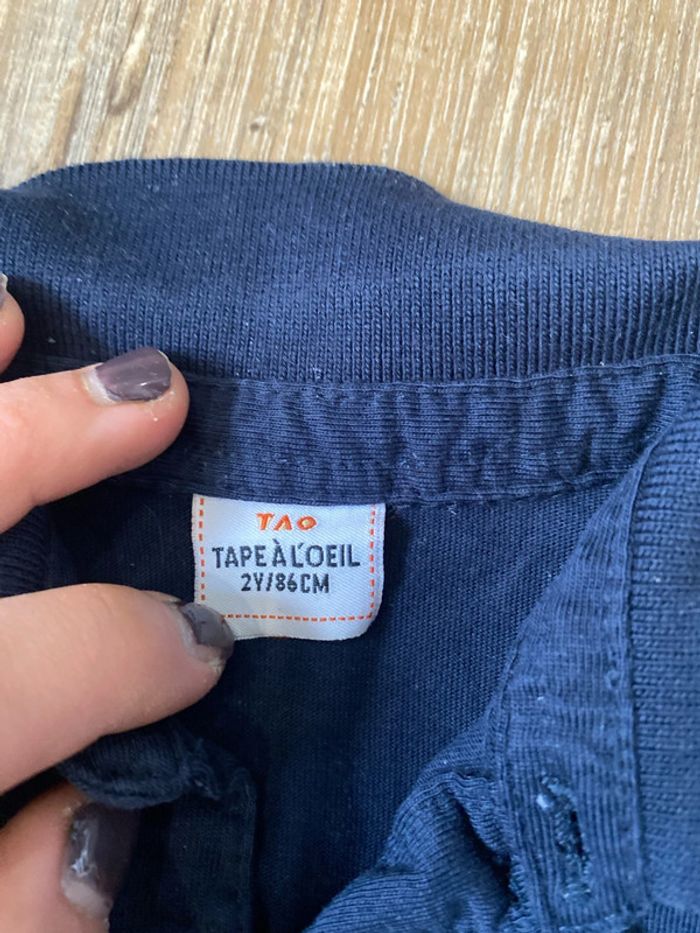 TAO
TAPE À L'OEIL
2Y/86CM